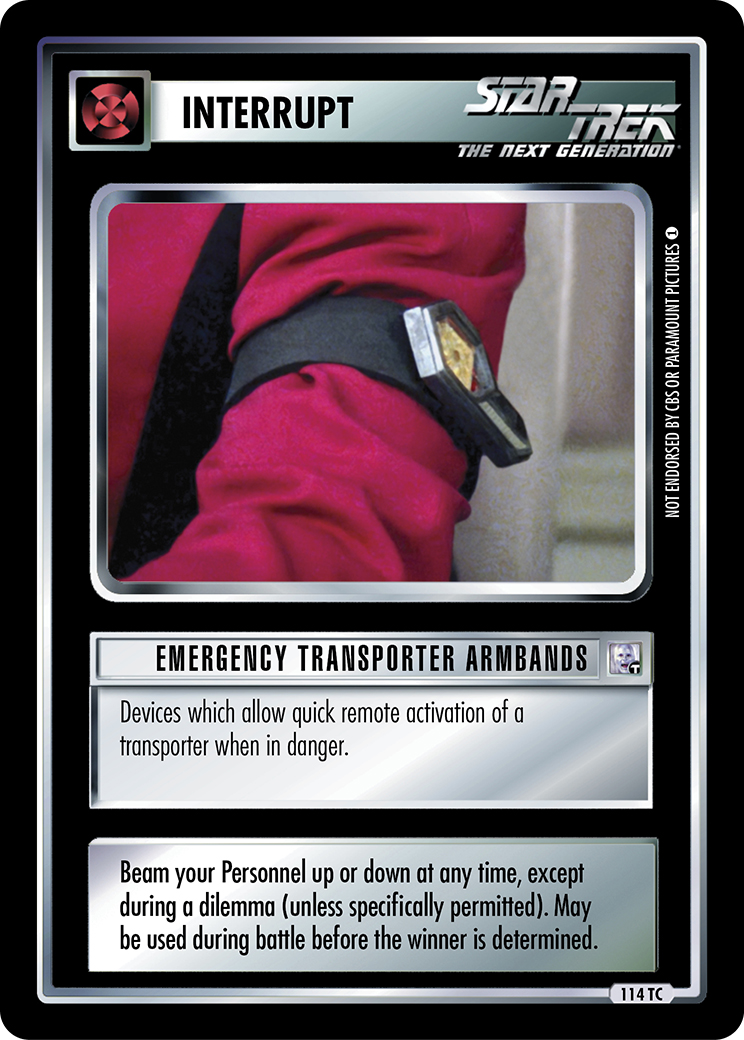 INTERRUPT
STAR TREK
THE NEXT GENERATION
NOT ENDORSED BY CBS OR PARAMOUNT PICTURES 1
EMERGENCY TRANSPORTER ARMBANDS
T
Devices which allow quick remote activation of a
transporter when in danger.
Beam your Personnel up or down at any time, except
during a dilemma (unless specifically permitted). May
be used during battle before the winner is determined.
114 TC